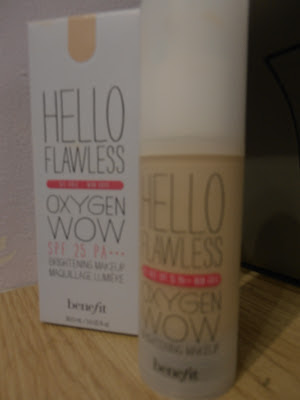 HELLO
FLAWLESS
OXYGEN
WOW
SPF 25 PA+++
BRIGHTENING MAKEUP
MAQUILLAGE LUMIÈRE
benefit
HELLO
FLAWLESS
OXYGEN
WOW
BRIGHTENING MAKEUP
benefit